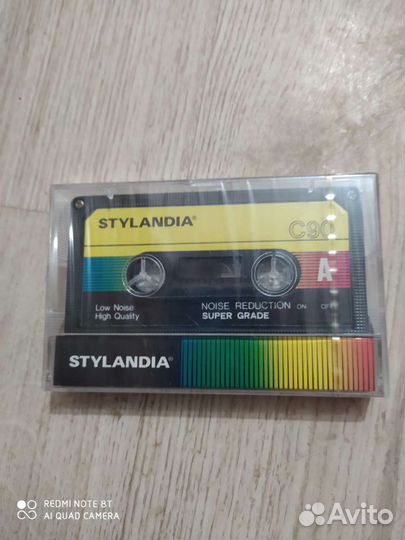 STYLANDIA®
C90
A
Low Noise
High Quality
NOISE REDUCTION ON OFF
SUPER GRADE
STYLANDIA®
REDMI NOTE 8T
AI QUAD CAMERA
Avito